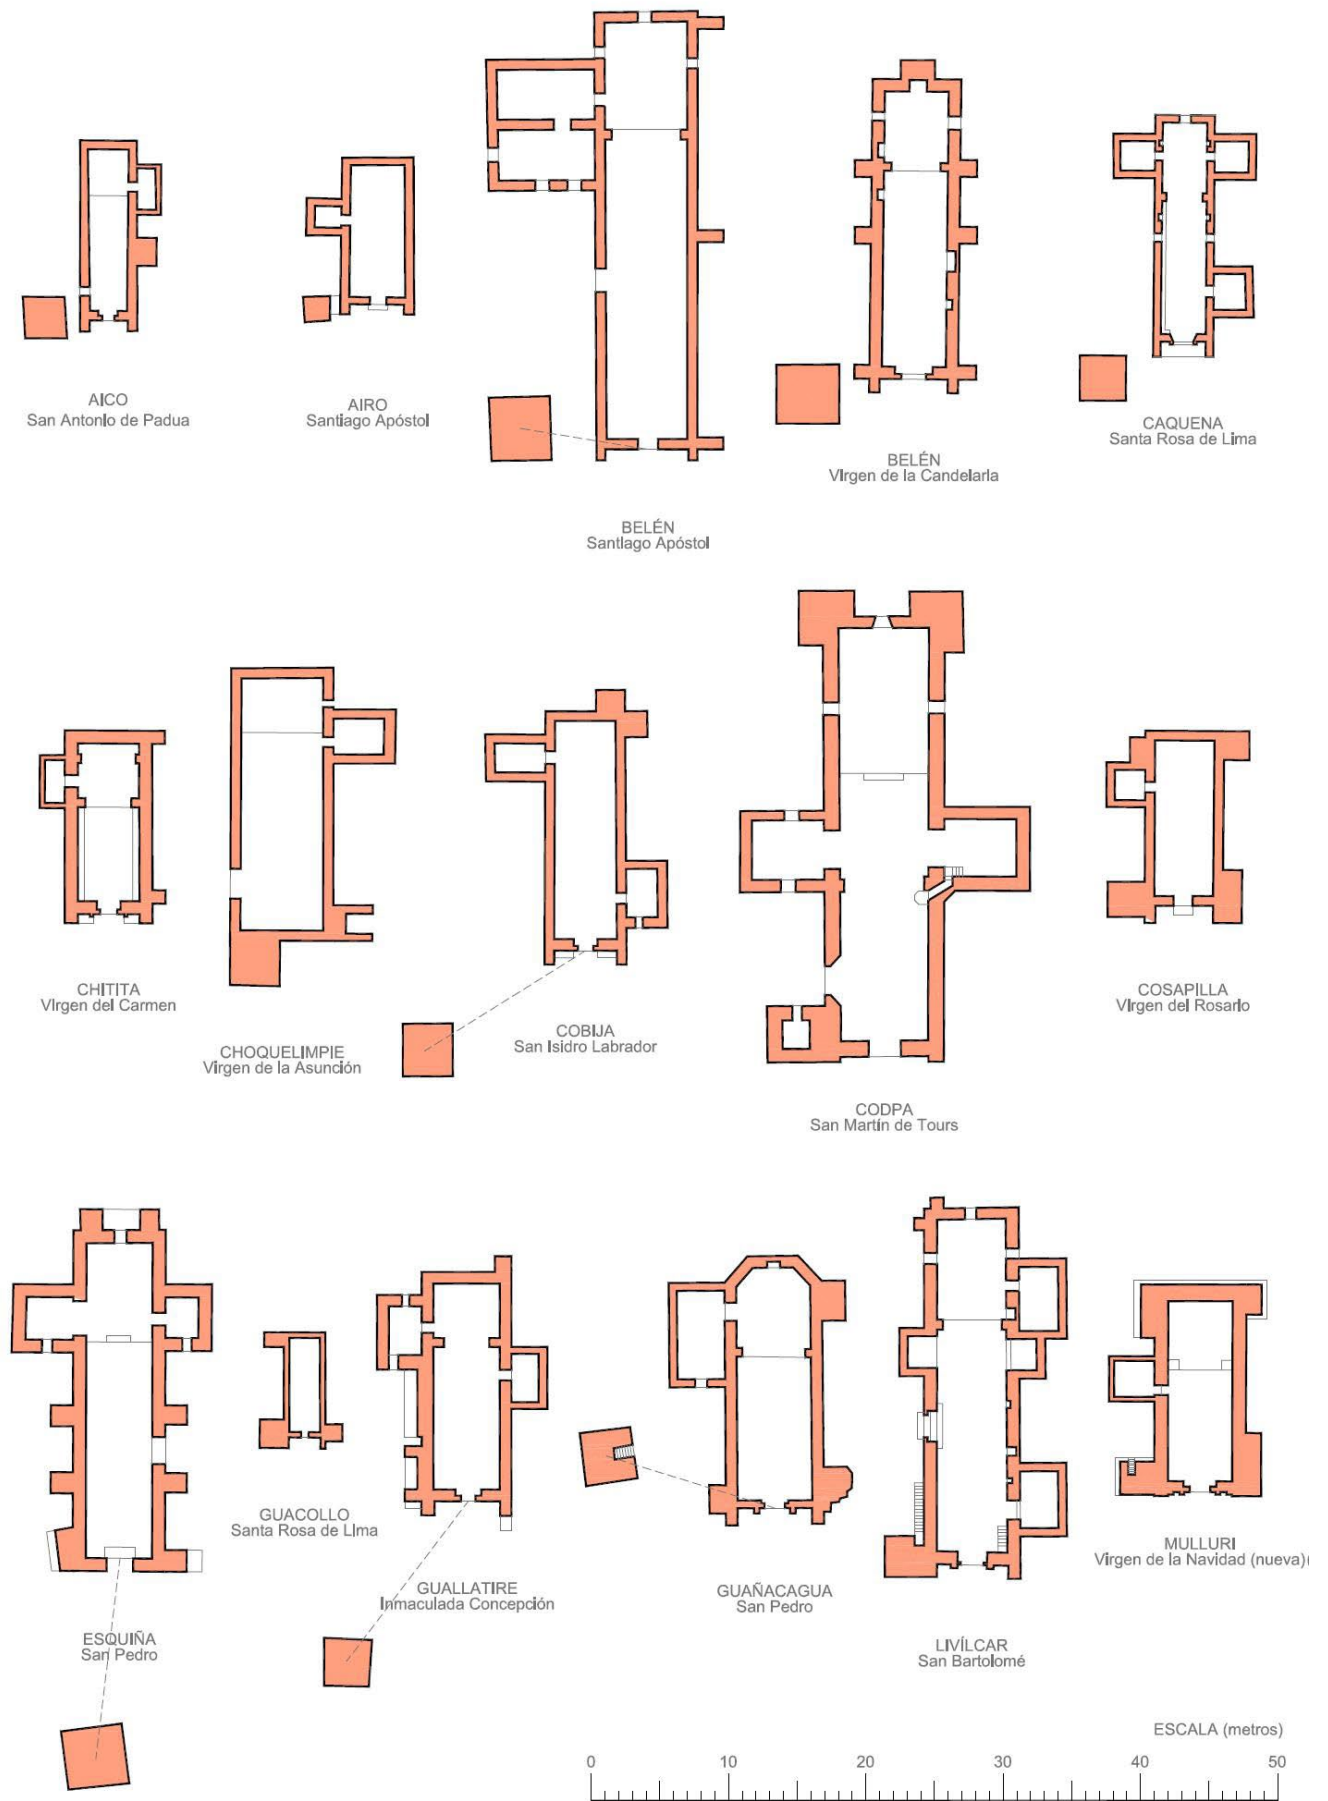 AICO
San Antonio de Padua
AIRO
Santiago Apóstol
BELÉN
Santiago Apóstol
BELÉN
Virgen de la Candelaria
CAQUENA
Santa Rosa de Lima
CHITITA
Virgen del Carmen
CHOQUELIMPIE
Virgen de la Asunción
COBIJA
San Isidro Labrador
CODPA
San Martín de Tours
COSAPILLA
Virgen del Rosario
ESQUIÑA
San Pedro
GUACOLLO
Santa Rosa de Lima
GUALLATIRE
Inmaculada Concepción
GUAÑACAGUA
San Pedro
LIVÍLCAR
San Bartolomé
MULLURI
Virgen de la Navidad (nueva)
ESCALA (metros)
0 10 20 30 40 50